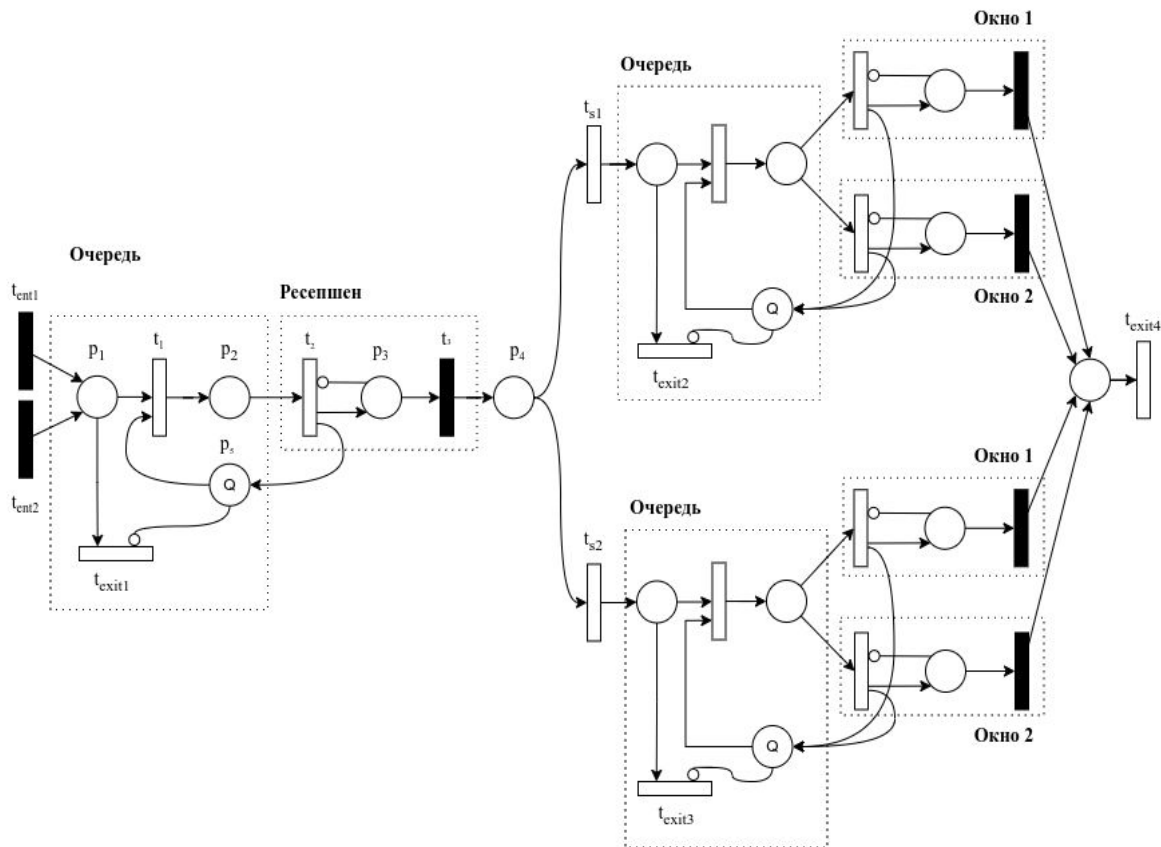 Окно 1
Очередь
t_s1
Окно 2
Очередь
Ресепшен
t_ent1
p_1
t_1
p_2
t_2
p_3
t_3
p_4
Q
t_exit2
t_exit4
p_5
Q
t_ent2
t_exit1
Окно 1
Очередь
t_s2
Q
Окно 2
t_exit3